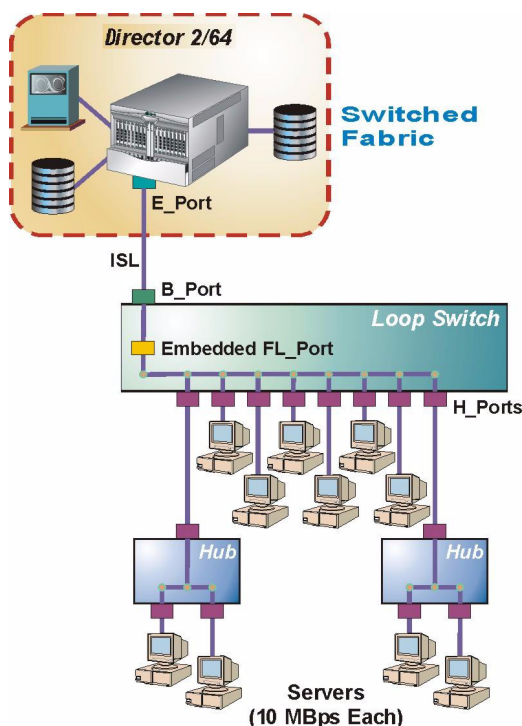 Director 2/64
Switched
Fabric
E_Port
ISL
B_Port
Loop Switch
Embedded FL_Port
H_Ports
Hub
Hub
Servers
(10 MBps Each)